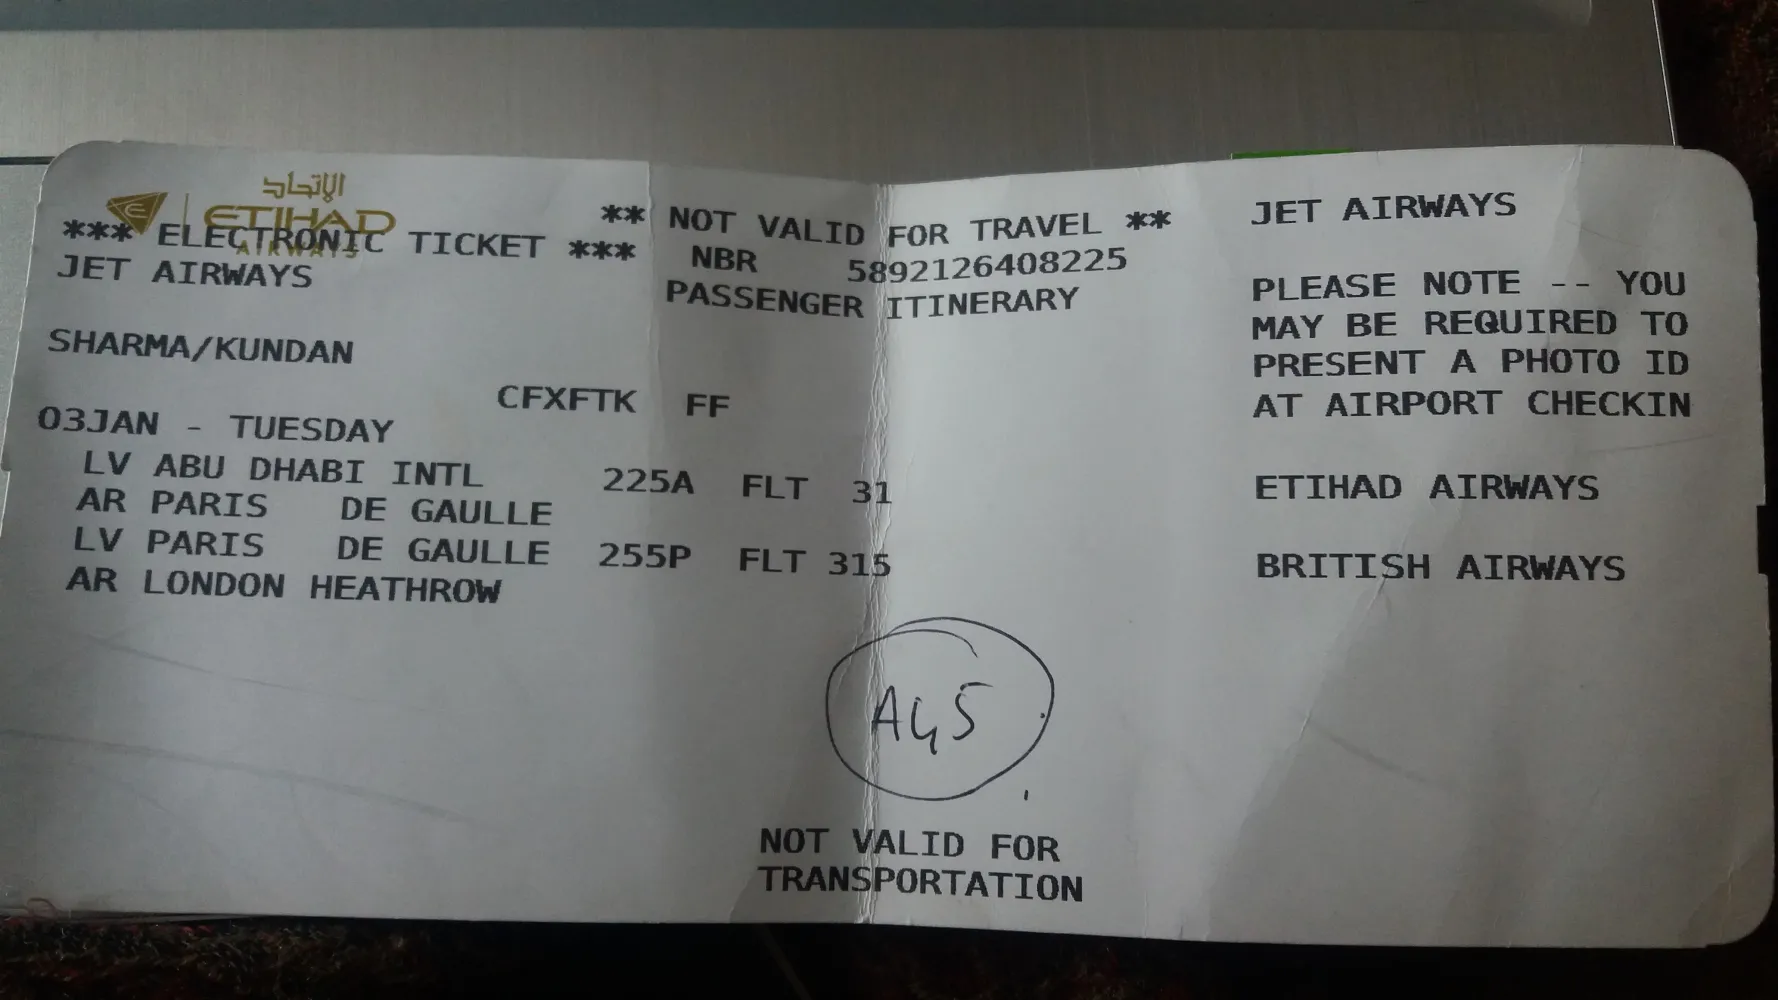 الإتحاد
ETIHAD
AIRWAYS
*** ELECTRONIC TICKET ***
** NOT VALID FOR TRAVEL **
JET AIRWAYS
NBR 5892126408225
PASSENGER ITINERARY
SHARMA/KUNDAN
CFXFTK FF
03JAN - TUESDAY
LV ABU DHABI INTL 225A FLT 31
AR PARIS DE GAULLE
LV PARIS DE GAULLE 255P FLT 315
AR LONDON HEATHROW
A45
NOT VALID FOR
TRANSPORTATION
JET AIRWAYS
PLEASE NOTE -- YOU
MAY BE REQUIRED TO
PRESENT A PHOTO ID
AT AIRPORT CHECKIN
ETIHAD AIRWAYS
BRITISH AIRWAYS